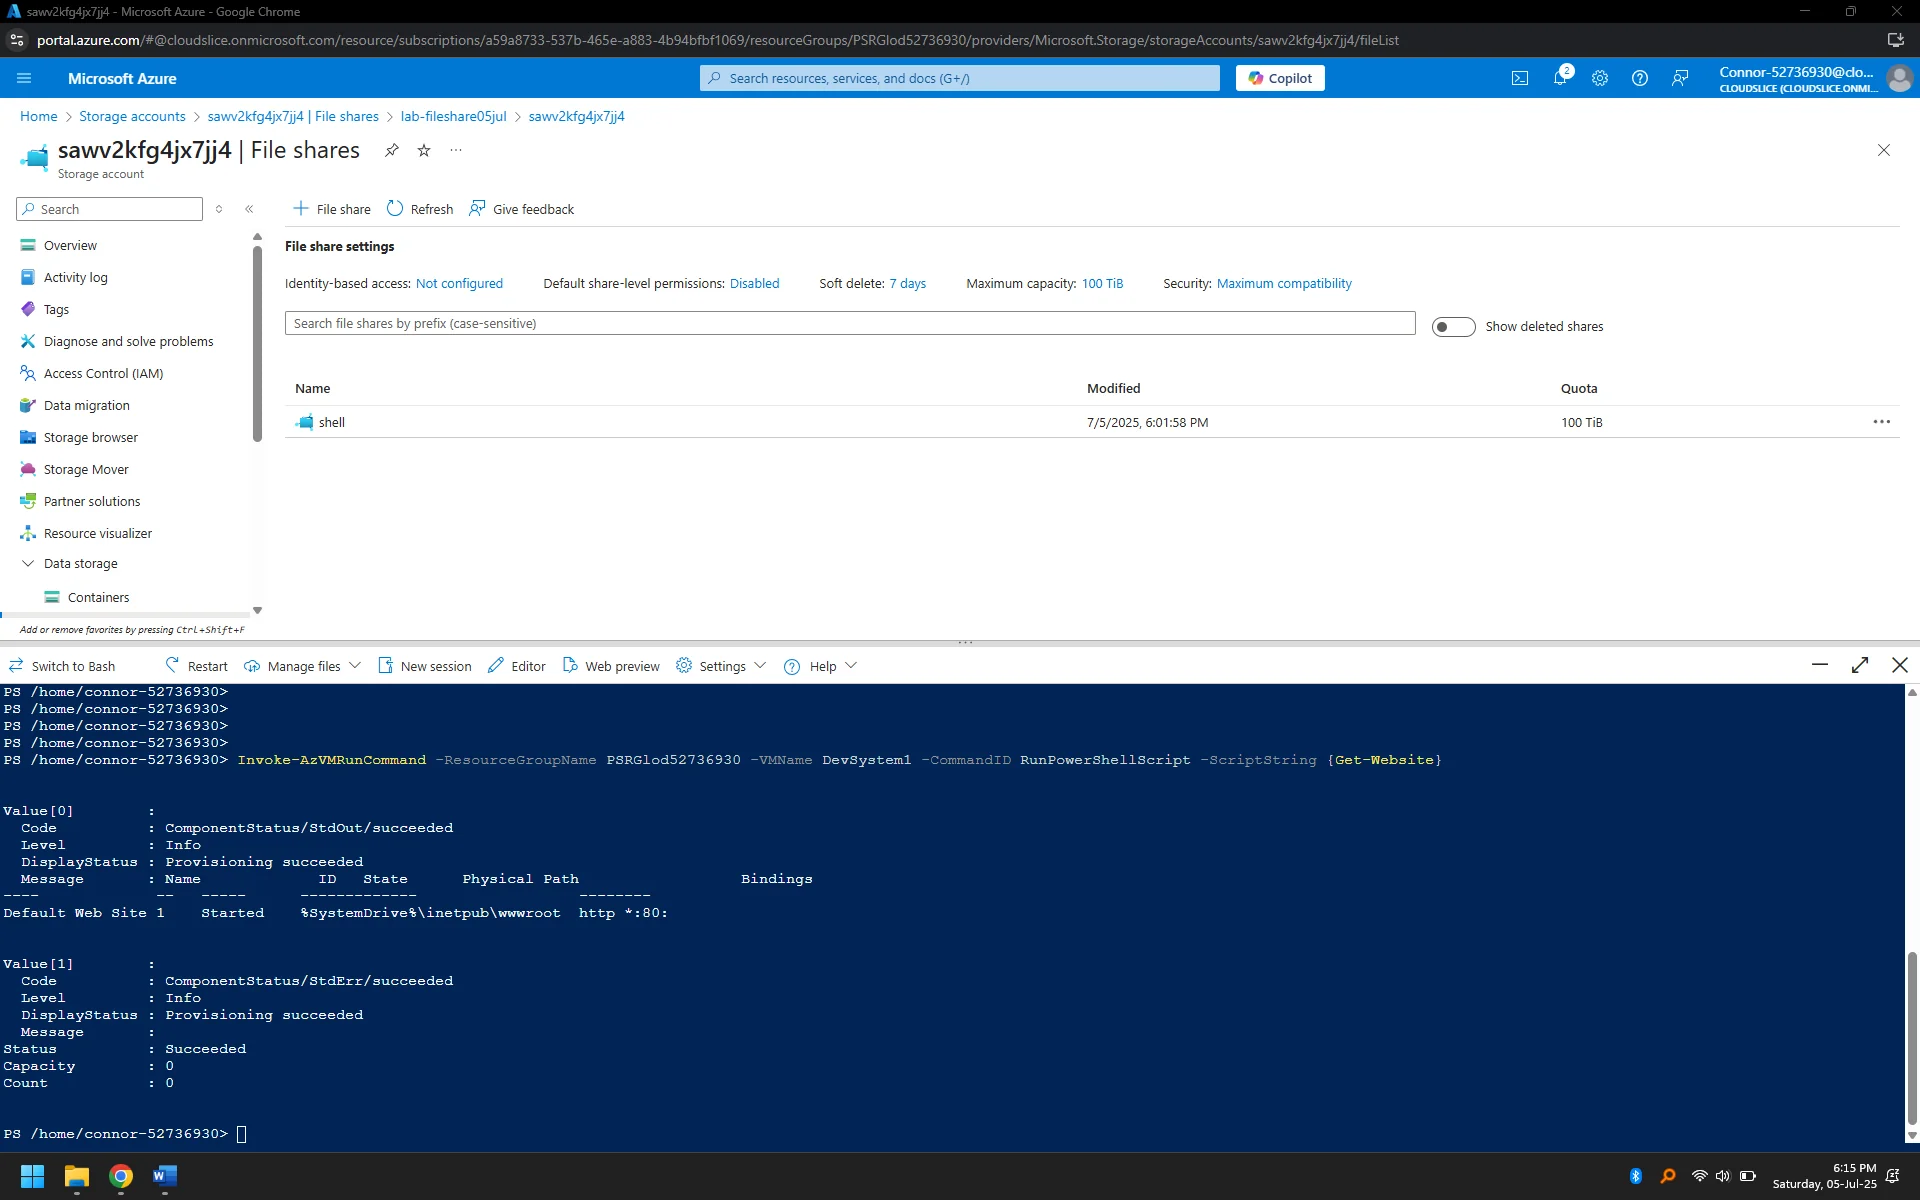 sawv2kfg4jx7jj4 - Microsoft Azure - Google Chrome
portal.azure.com/#@cloudslice.onmicrosoft.com/resource/subscriptions/a59a8733-537b-465e-a883-4b94bfbf1069/resourceGroups/PSRGlod52736930/providers/Microsoft.Storage/storageAccounts/sawv2kfg4jx7jj4/fileList
Microsoft Azure
Search resources, services, and docs (G+/)
Copilot
2
Connor-52736930@clo...
CLOUDSLICE (CLOUDSLICE.ONMI...
Home > Storage accounts > sawv2kfg4jx7jj4 | File shares > lab-fileshare05jul > sawv2kfg4jx7jj4
sawv2kfg4jx7jj4 | File shares
Storage account
Search
File share
Refresh
Give feedback
Overview
Activity log
Tags
Diagnose and solve problems
Access Control (IAM)
Data migration
Storage browser
Storage Mover
Partner solutions
Resource visualizer
Data storage
Containers
Add or remove favorites by pressing Ctrl+Shift+F
File share settings
Identity-based access: Not configured
Default share-level permissions: Disabled
Soft delete: 7 days
Maximum capacity: 100 TiB
Security: Maximum compatibility
Search file shares by prefix (case-sensitive)
Show deleted shares
Name Modified Quota
shell 7/5/2025, 6:01:58 PM 100 TiB
Switch to Bash Restart Manage files New session Editor Web preview Settings Help
PS /home/connor-52736930>
PS /home/connor-52736930>
PS /home/connor-52736930>
PS /home/connor-52736930>
PS /home/connor-52736930> Invoke-AzVMRunCommand -ResourceGroupName PSRGlod52736930 -VMName DevSystem1 -CommandID RunPowerShellScript -ScriptString {Get-Website}
Value[0] :
Code : ComponentStatus/StdOut/succeeded
Level : Info
DisplayStatus : Provisioning succeeded
Message : Name ID State Physical Path Bindings
---- -- ----- ------------- --------
Default Web Site 1 Started %SystemDrive%\inetpub\wwwroot http *:80:
Value[1] :
Code : ComponentStatus/StdErr/succeeded
Level : Info
DisplayStatus : Provisioning succeeded
Message :
Status : Succeeded
Capacity : 0
Count : 0
PS /home/connor-52736930>
6:15 PM
Saturday, 05-Jul-25